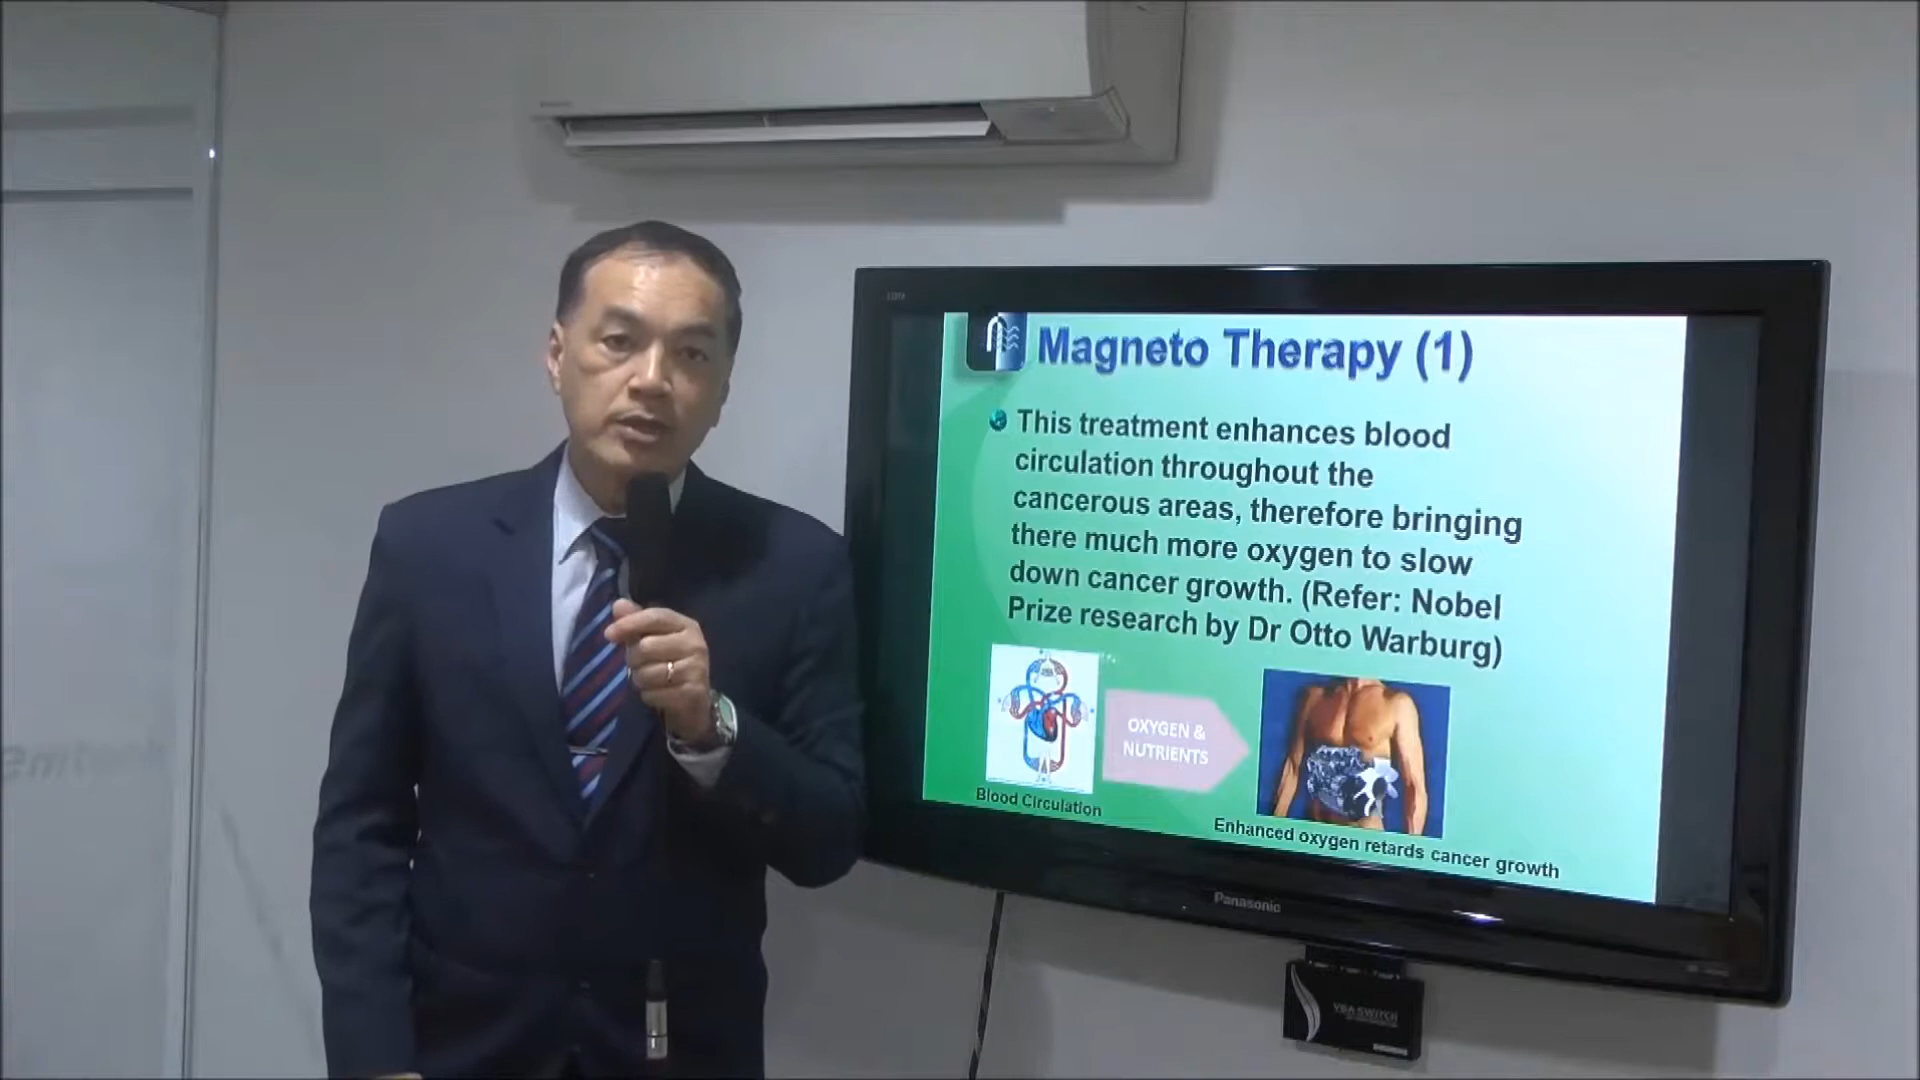 Magneto Therapy (1)
This treatment enhances blood
circulation throughout the
cancerous areas, therefore bringing
there much more oxygen to slow
down cancer growth. (Refer: Nobel
Prize research by Dr Otto Warburg)
OXYGEN &
NUTRIENTS
Blood Circulation
Enhanced oxygen retards cancer growth
Panasonic
VGA SWITCH